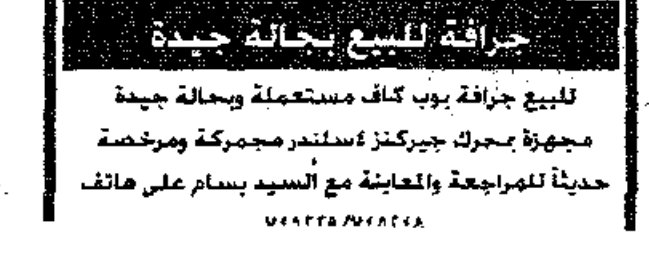 جرافة للبيع بحالة جيدة
للبيع جرافة بوب كاف مستعملة وبحالة جيدة
مجهزة بمحرك جيركنز ٤سلندر مجمركة ومرخصة
حديثاً للمراجعة والمعاينة مع السيد بسام على هاتف